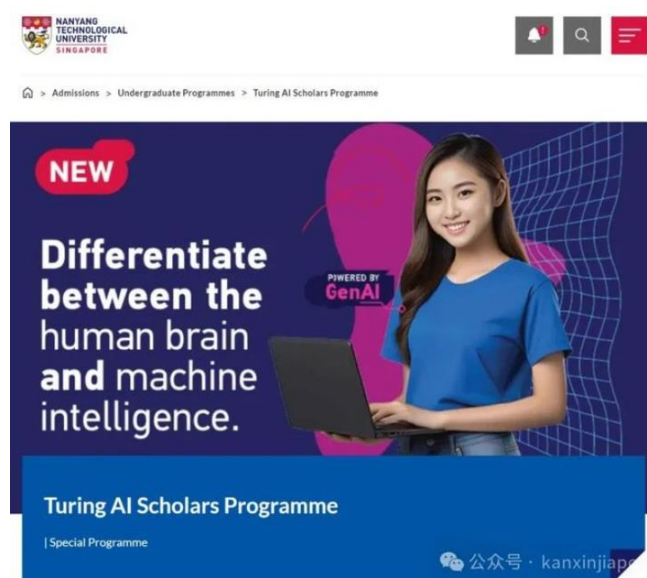 NANYANG
TECHNOLOGICAL
UNIVERSITY
SINGAPORE
> Admissions > Undergraduate Programmes > Turing AI Scholars Programme
NEW
Differentiate
between the
human brain
and machine
intelligence.
POWERED BY
GenAI
Turing AI Scholars Programme
| Special Programme
公众号 · kanxinjiapo